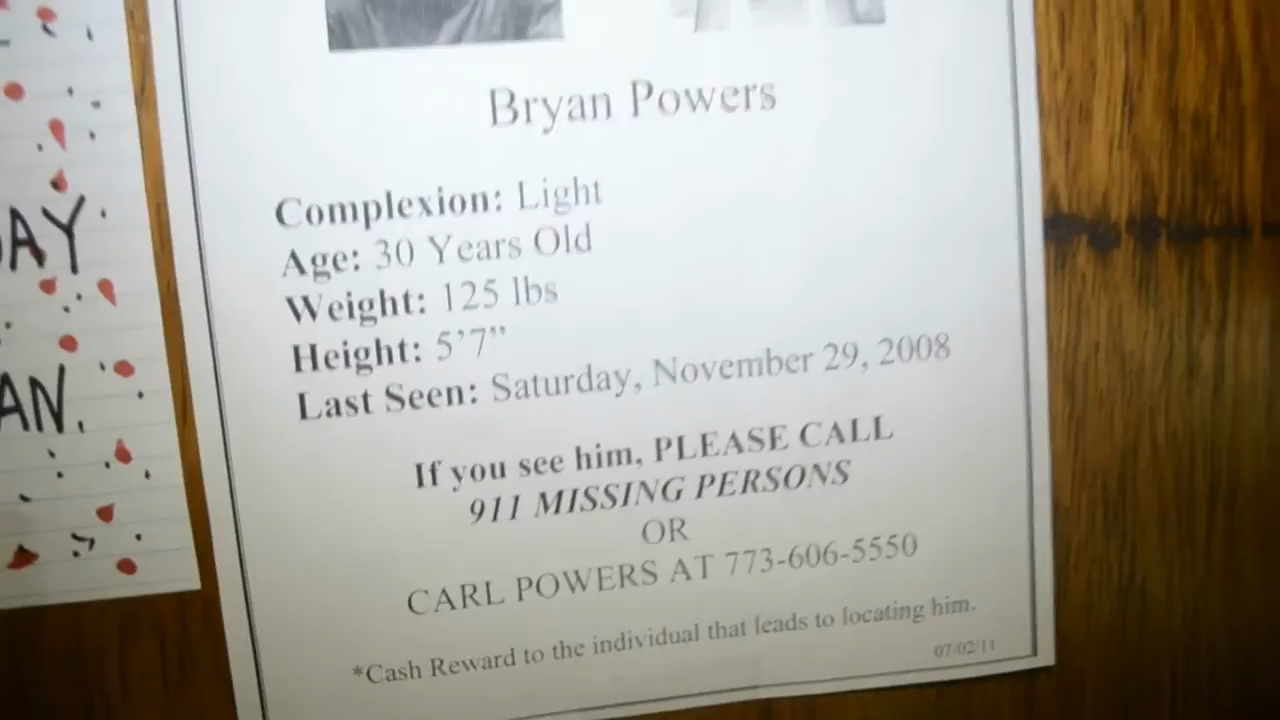 AY
AN.
Bryan Powers
Complexion: Light
Age: 30 Years Old
Weight: 125 lbs
Height: 5’7”
Last Seen: Saturday, November 29, 2008
If you see him, PLEASE CALL
911 MISSING PERSONS
OR
CARL POWERS AT 773-606-5550
*Cash Reward to the individual that leads to locating him.
07/02/11